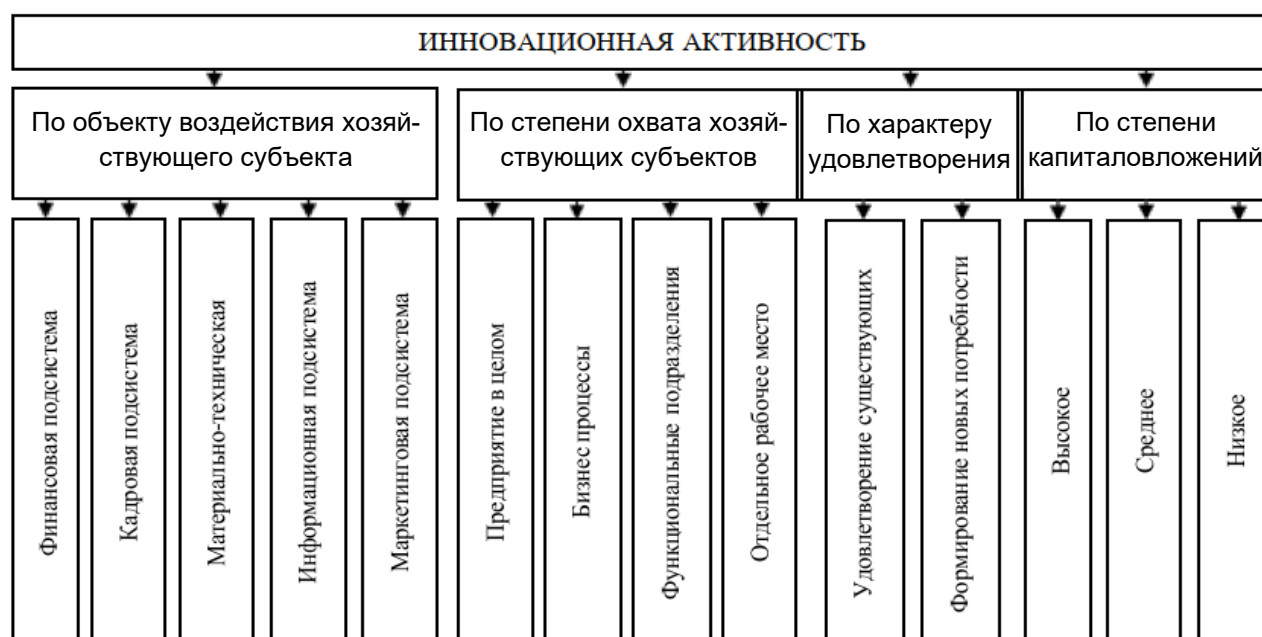 ИННОВАЦИОННАЯ АКТИВНОСТЬ
По объекту воздействия хозяй-
ствующего субъекта
По степени охвата хозяй-
ствующих субъектов
По характеру
удовлетворения
По степени
капиталовложений
Финансовая подсистема
Кадровая подсистема
Материально-техническая
Информационная подсистема
Маркетинговая подсистема
Предприятие в целом
Бизнес процессы
Функциональные подразделения
Отдельное рабочее место
Удовлетворение существующих
Формирование новых потребности
Высокое
Среднее
Низкое